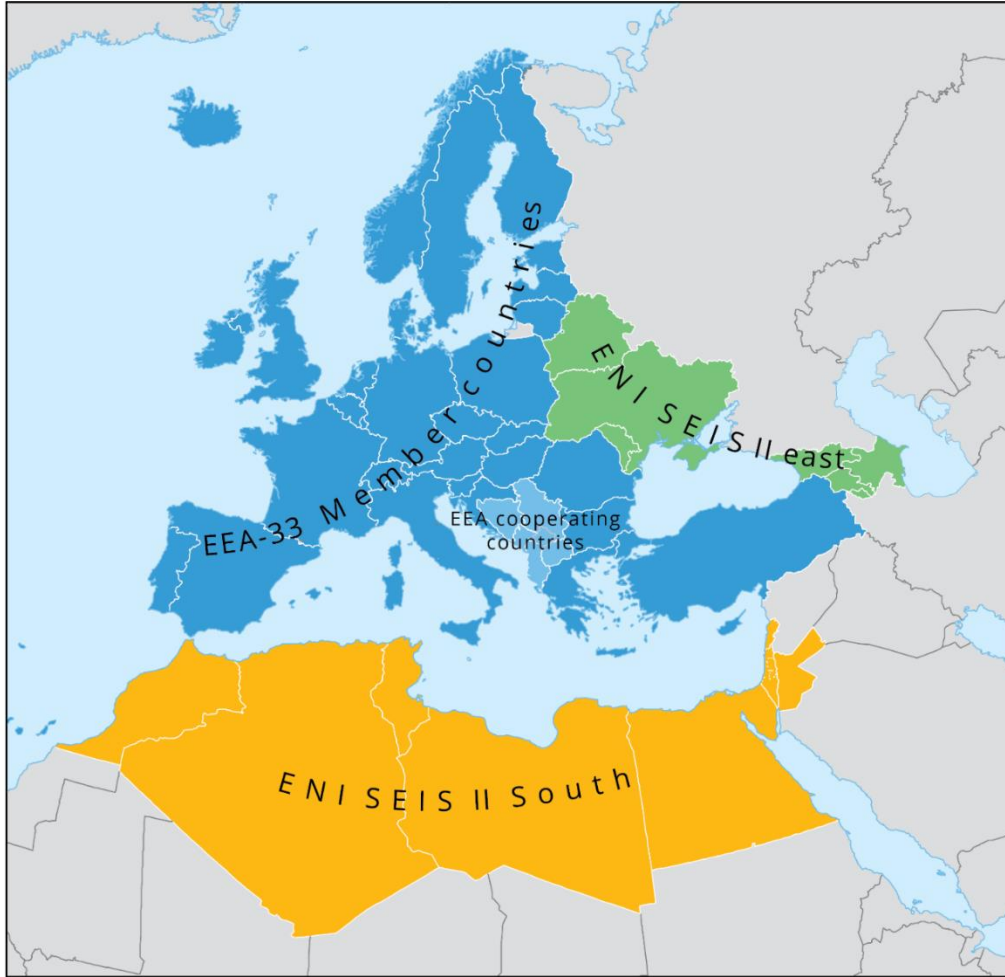 EEA-33 Member countries
ENI SEIS II east
EEA cooperating
countries
ENI SEIS II South